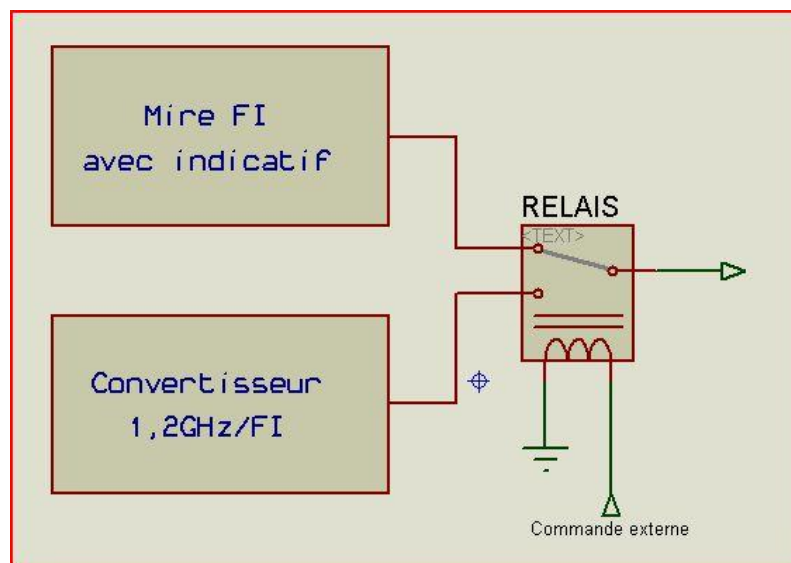 Mire FI
avec indicatif
RELAIS
<TEXT>
Convertisseur
1,2GHz/FI
Commande externe